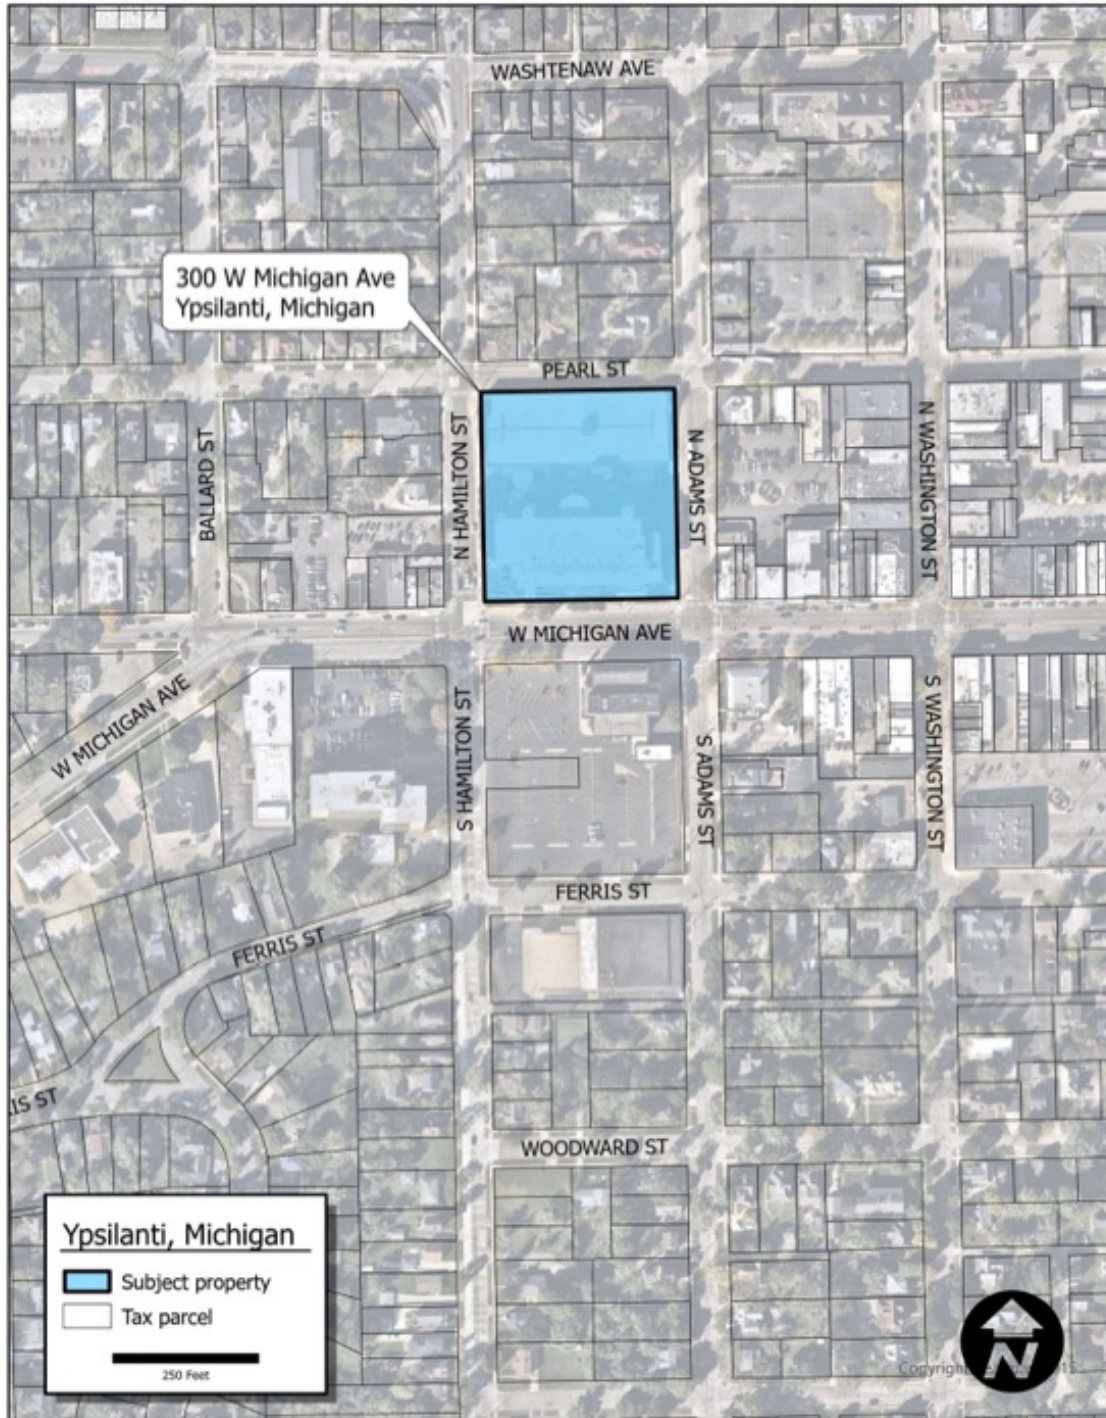 WASHTENAW AVE
300 W Michigan Ave
Ypsilanti, Michigan
PEARL ST
BALLARD ST
N HAMILTON ST
N ADAMS ST
N WASHINGTON ST
W MICHIGAN AVE
W MICHIGAN AVE
S HAMILTON ST
S ADAMS ST
S WASHINGTON ST
FERRIS ST
FERRIS ST
IS ST
WOODWARD ST
Ypsilanti, Michigan
Subject property
Tax parcel
250 Feet
N